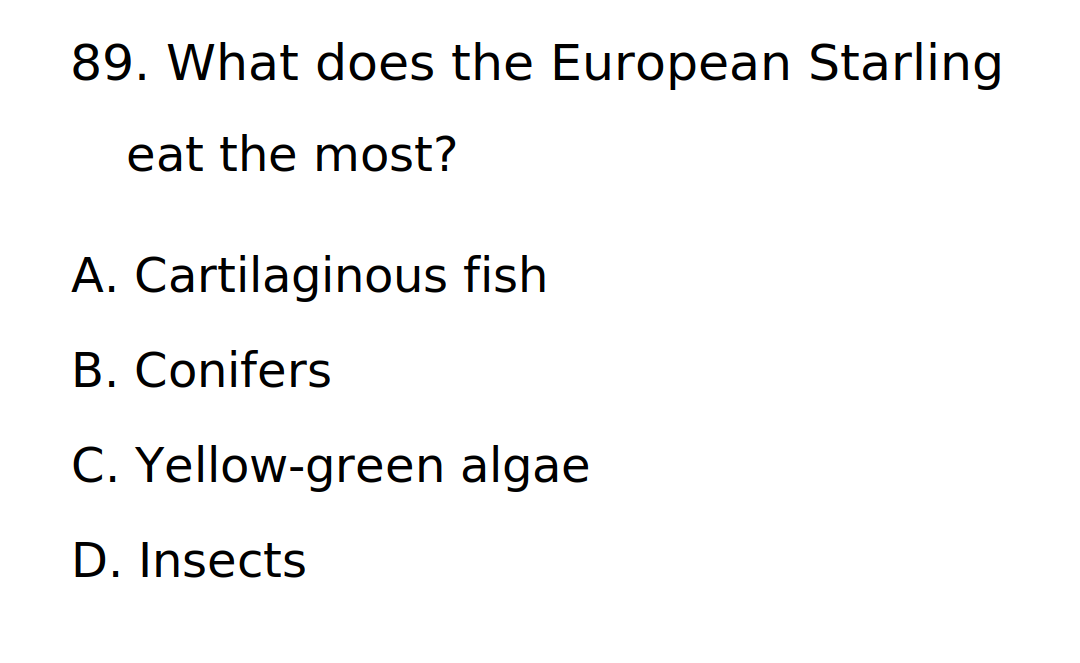 89. What does the European Starling
eat the most?
A. Cartilaginous fish
B. Conifers
C. Yellow-green algae
D. Insects